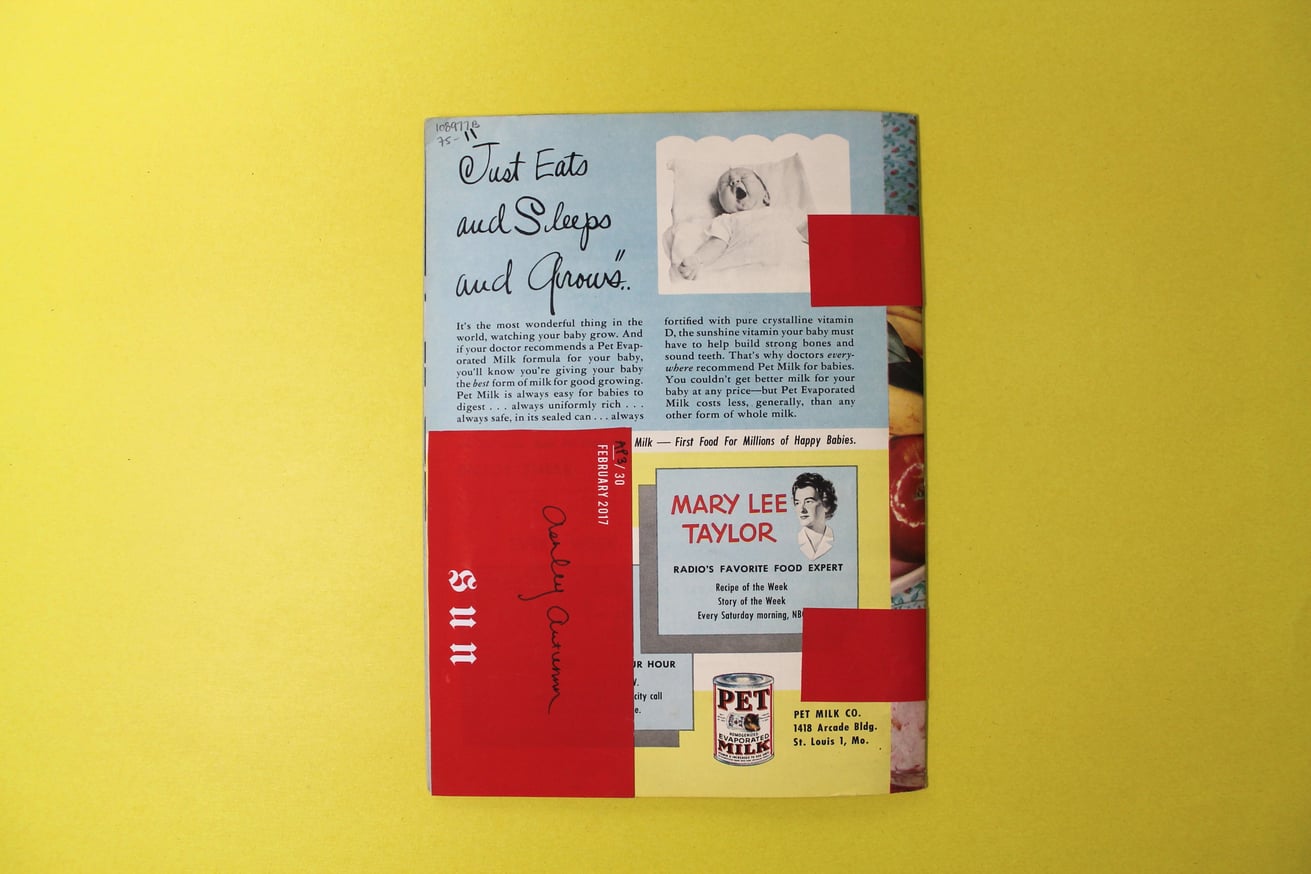 108977B
75-11
"Just Eats
and Sleeps
and Grows"..
It's the most wonderful thing in the
world, watching your baby grow. And
if your doctor recommends a Pet Evap-
orated Milk formula for your baby,
you'll know you're giving your baby
the best form of milk for good growing.
Pet Milk is always easy for babies to
digest . . . always uniformly rich . . .
always safe, in its sealed can . . . always
fortified with pure crystalline vitamin
D, the sunshine vitamin your baby must
have to help build strong bones and
sound teeth. That's why doctors every-
where recommend Pet Milk for babies.
You couldn't get better milk for your
baby at any price—but Pet Evaporated
Milk costs less, generally, than any
other form of whole milk.
Milk — First Food For Millions of Happy Babies.
AP3/30
FEBRUARY 2017
Ashley Autumn
Sun
MARY LEE
TAYLOR
RADIO'S FAVORITE FOOD EXPERT
Recipe of the Week
Story of the Week
Every Saturday morning, NBC
UR HOUR
V.
city call
e.
PET
HOMOGENIZED
EVAPORATED
MILK
PET MILK CO.
1418 Arcade Bldg.
St. Louis 1, Mo.